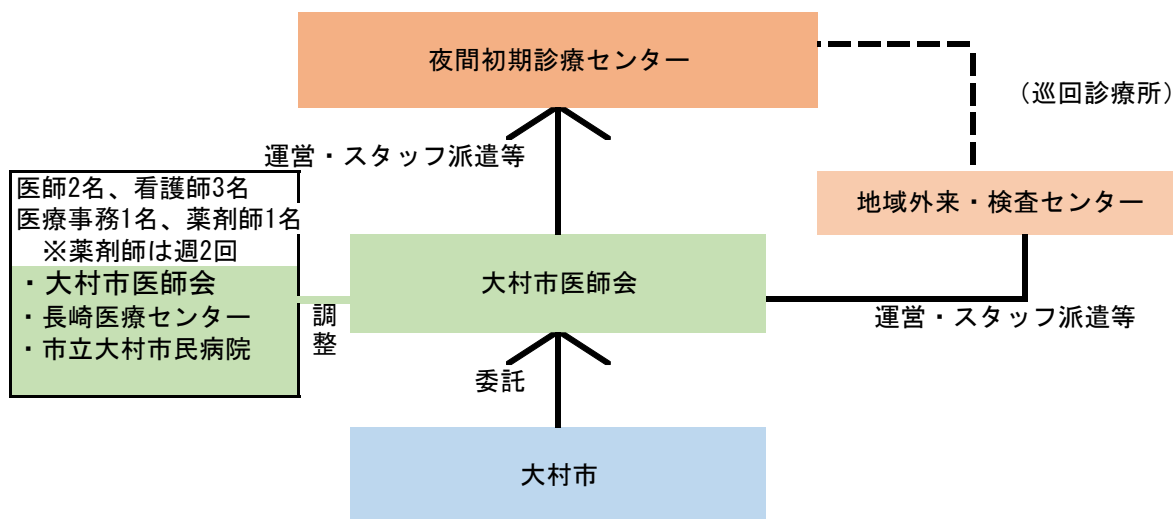 夜間初期診療センター
（巡回診療所）
運営・スタッフ派遣等
医師2名、看護師3名
医療事務1名、薬剤師1名
※薬剤師は週2回
・大村市医師会
・長崎医療センター
・市立大村市民病院
調整
大村市医師会
地域外来・検査センター
運営・スタッフ派遣等
委託
大村市